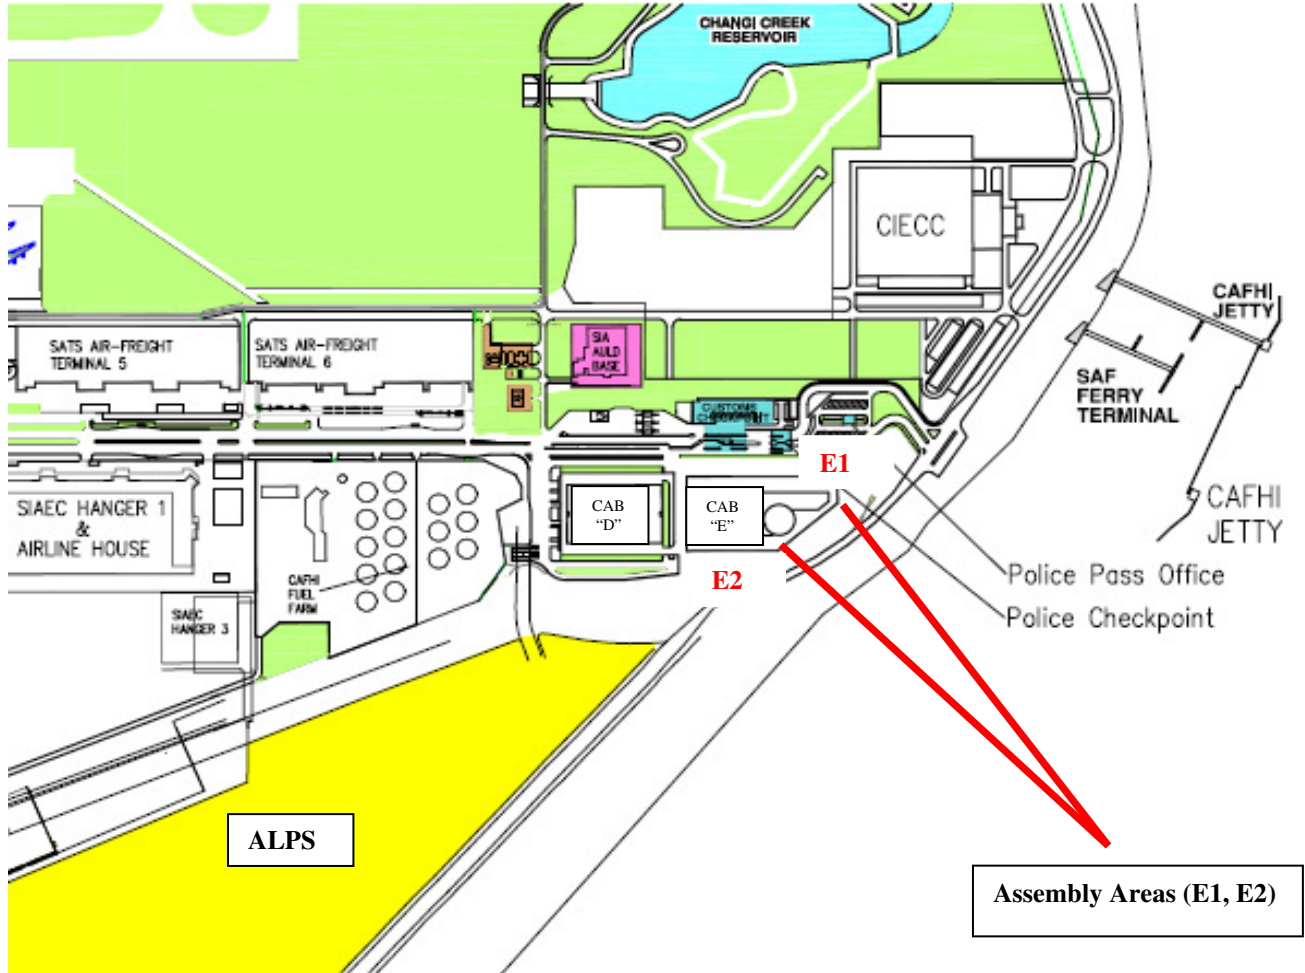 CHANGI CREEK
RESERVOIR
CIECC
CAFHI
JETTY
SAF
FERRY
TERMINAL
SATS AIR-FREIGHT
TERMINAL 5
SATS AIR-FREIGHT
TERMINAL 6
SIA
AULD
BASE
CUSTOMS
CHECKPOINT
E1
SIAEC HANGER 1
&
AIRLINE HOUSE
CAB
“D”
CAB
“E”
CAFHI
JETTY
CAFHI
FUEL
FARM
E2
Police Pass Office
Police Checkpoint
SIAEC
HANGER 3
ALPS
Assembly Areas (E1, E2)